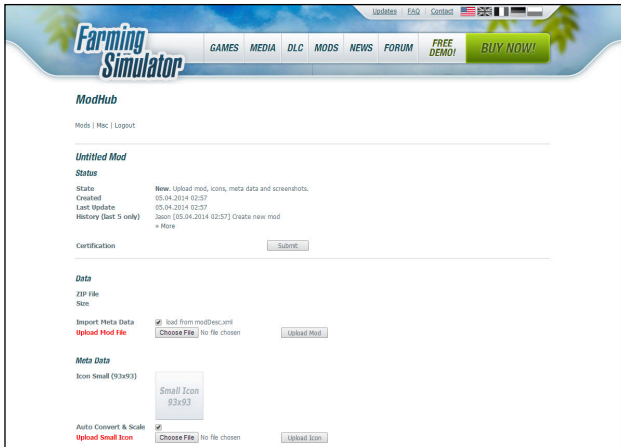 Updates | FAQ | Contact
Farming
Simulator
GAMES MEDIA DLC MODS NEWS FORUM FREE DEMO! BUY NOW!
ModHub
Mods | Misc | Logout
Untitled Mod
Status
State New. Upload mod, icons, meta data and screenshots.
Created 05.04.2014 02:57
Last Update 05.04.2014 02:57
History (last 5 only) Jason [05.04.2014 02:57] Create new mod
» More
Certification Submit
Data
ZIP File
Size
Import Meta Data load from modDesc.xml
Upload Mod File Choose File No file chosen Upload Mod
Meta Data
Icon Small (93x93)
Small Icon
93x93
Auto Convert & Scale
Upload Small Icon Choose File No file chosen Upload Icon